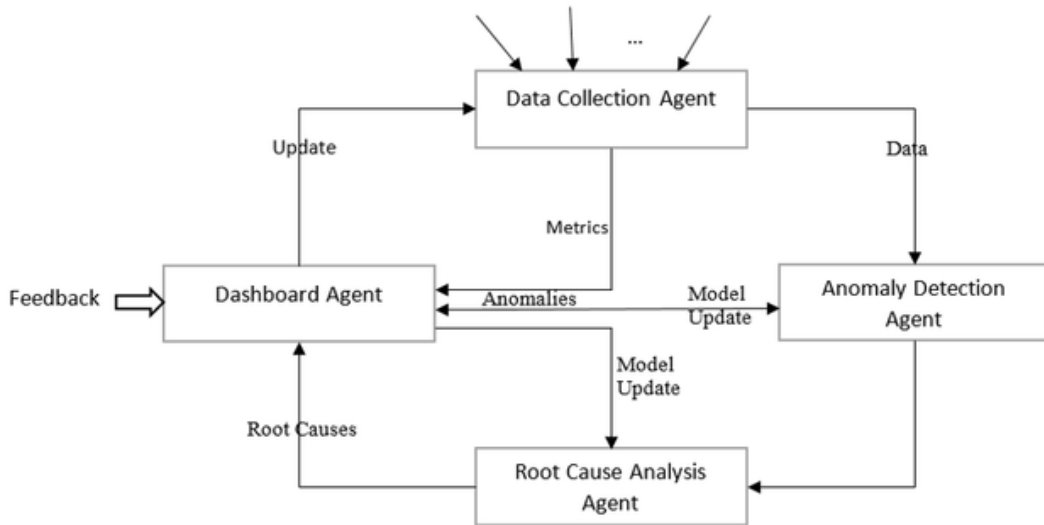 ...
Data Collection Agent
Update
Data
Metrics
Feedback
Dashboard Agent
Anomalies
Model
Update
Anomaly Detection
Agent
Model
Update
Root Causes
Root Cause Analysis
Agent